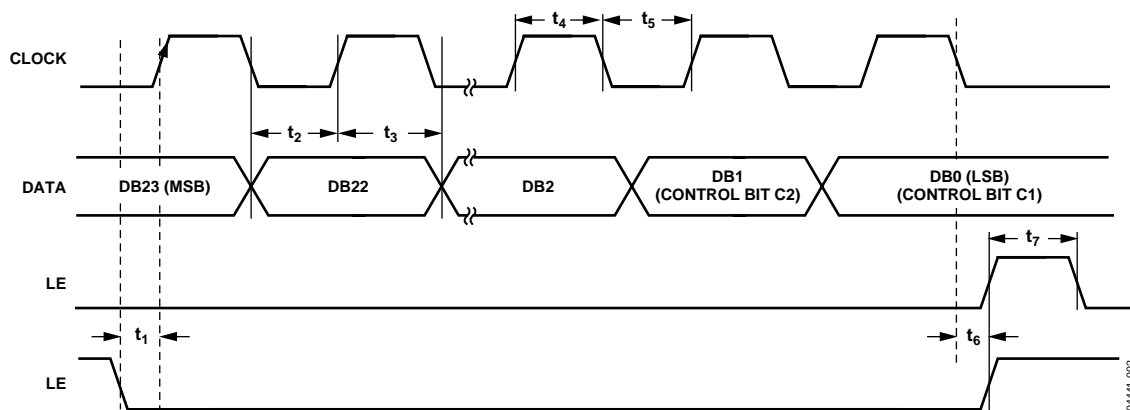 t4
t5
CLOCK
t2
t3
DATA
DB23 (MSB)
DB22
DB2
DB1
(CONTROL BIT C2)
DB0 (LSB)
(CONTROL BIT C1)
t7
LE
t1
t6
LE